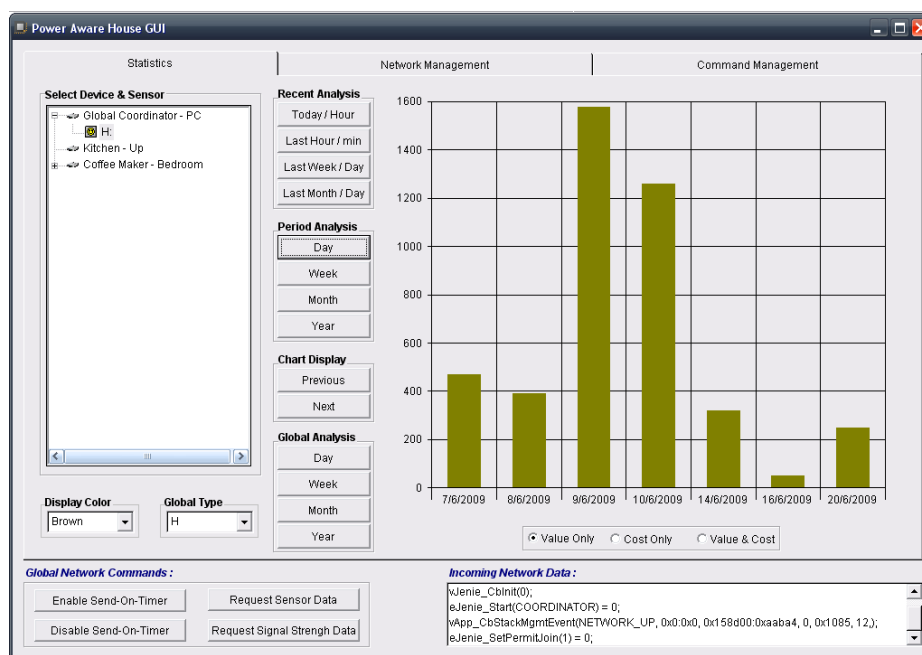 Power Aware House GUI
Statistics
Network Management
Command Management
Select Device & Sensor
Global Coordinator - PC
H:
Kitchen - Up
Coffee Maker - Bedroom
Display Color
Brown
Global Type
H
Recent Analysis
Today / Hour
Last Hour / min
Last Week / Day
Last Month / Day
Period Analysis
Day
Week
Month
Year
Chart Display
Previous
Next
Global Analysis
Day
Week
Month
Year
1600
1400
1200
1000
800
600
400
200
0
7/6/2009 8/6/2009 9/6/2009 10/6/2009 14/6/2009 16/6/2009 20/6/2009
Value Only Cost Only Value & Cost
Global Network Commands :
Enable Send-On-Timer
Request Sensor Data
Disable Send-On-Timer
Request Signal Strengh Data
Incoming Network Data :
vJenie_CbInit(0);
eJenie_Start(COORDINATOR) = 0;
vApp_CbStackMgmtEvent(NETWORK_UP, 0x0:0x0, 0x158d00:0xaaba4, 0, 0x1085, 12,);
eJenie_SetPermitJoin(1) = 0;